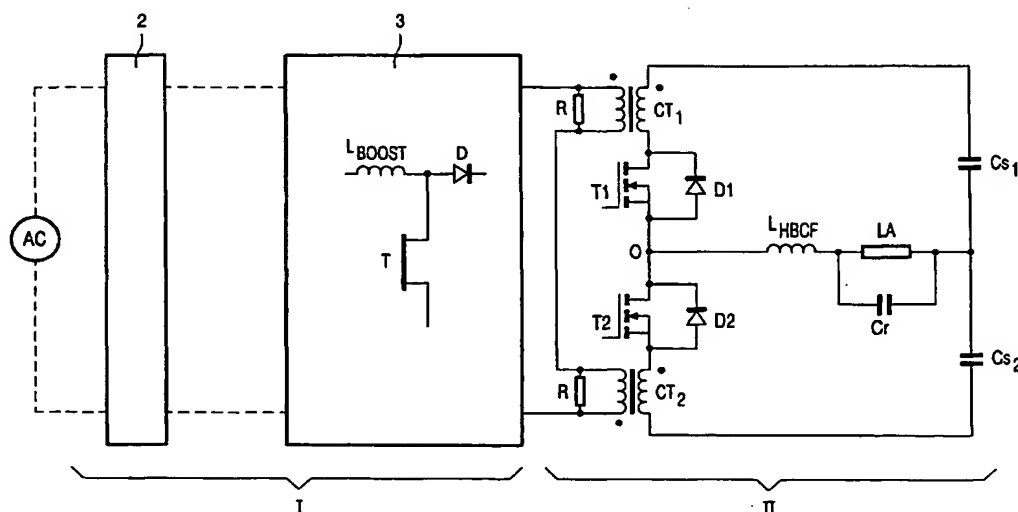 2
3
AC
L_BOOST
D
T
R
CT₁
T1
D1
O
L_HBCF
LA
Cr
Cs₁
T2
D2
R
CT₂
Cs₂
I
II